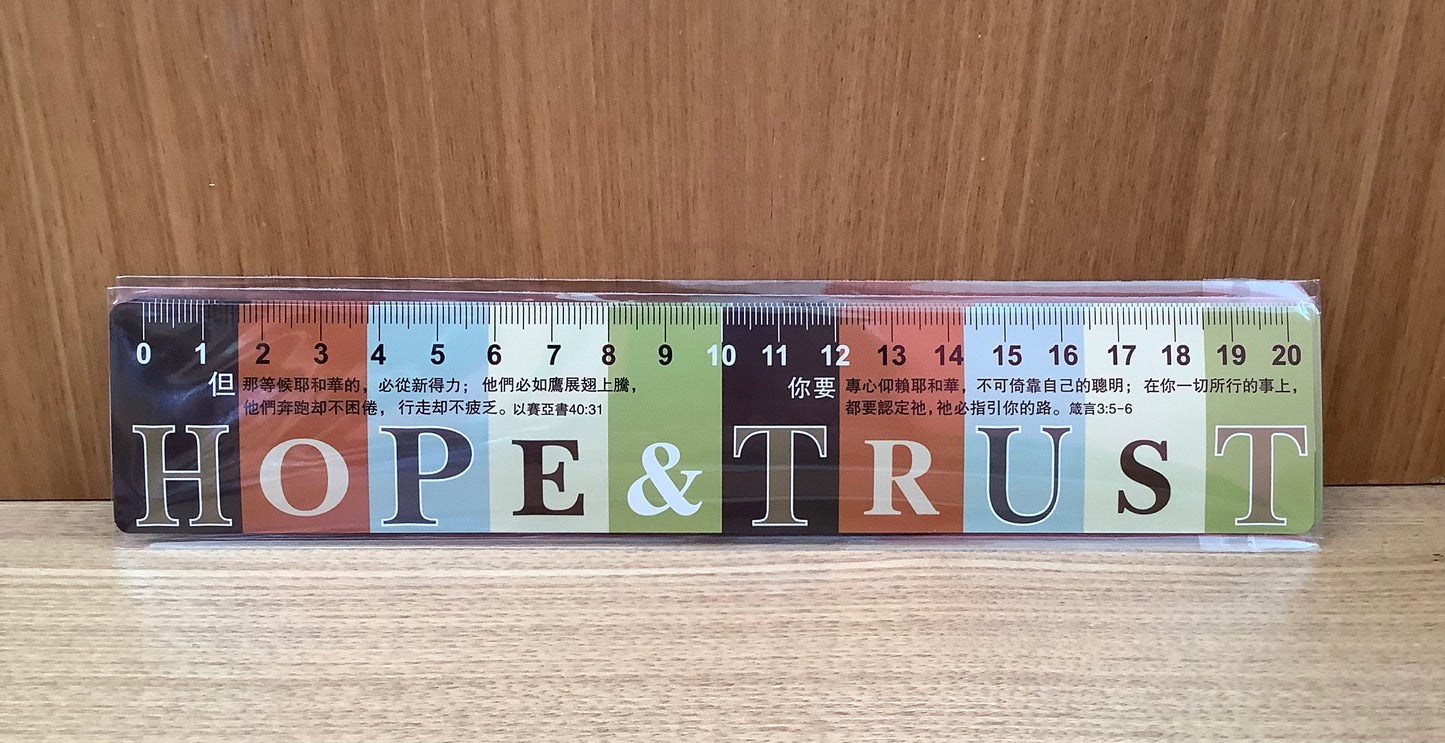 0 1 2 3 4 5 6 7 8 9 10 11 12 13 14 15 16 17 18 19 20
但那等候耶和華的，必從新得力；他們必如鷹展翅上騰，
他們奔跑却不困倦，行走却不疲乏。以賽亞書40:31
你要專心仰賴耶和華，不可倚靠自己的聰明；在你一切所行的事上，
都要認定祂，祂必指引你的路。箴言3:5-6
HOPE & TRUST